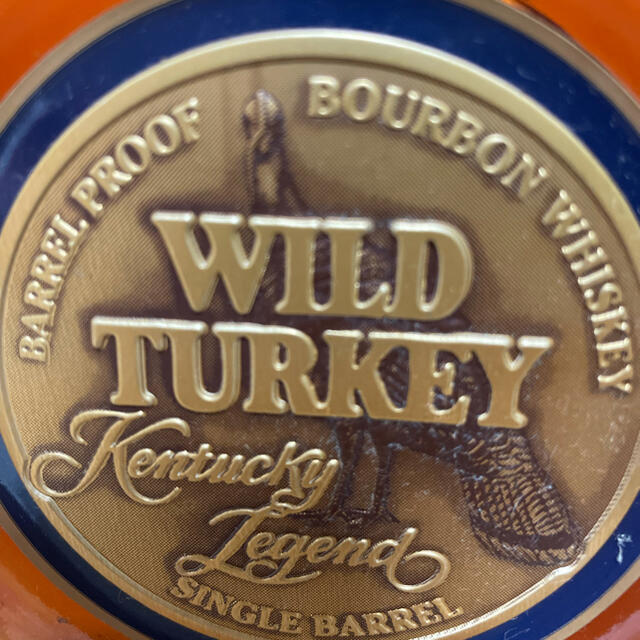 BARREL PROOF
BOURBON WHISKEY
WILD
TURKEY
Kentucky
Legend
SINGLE BARREL